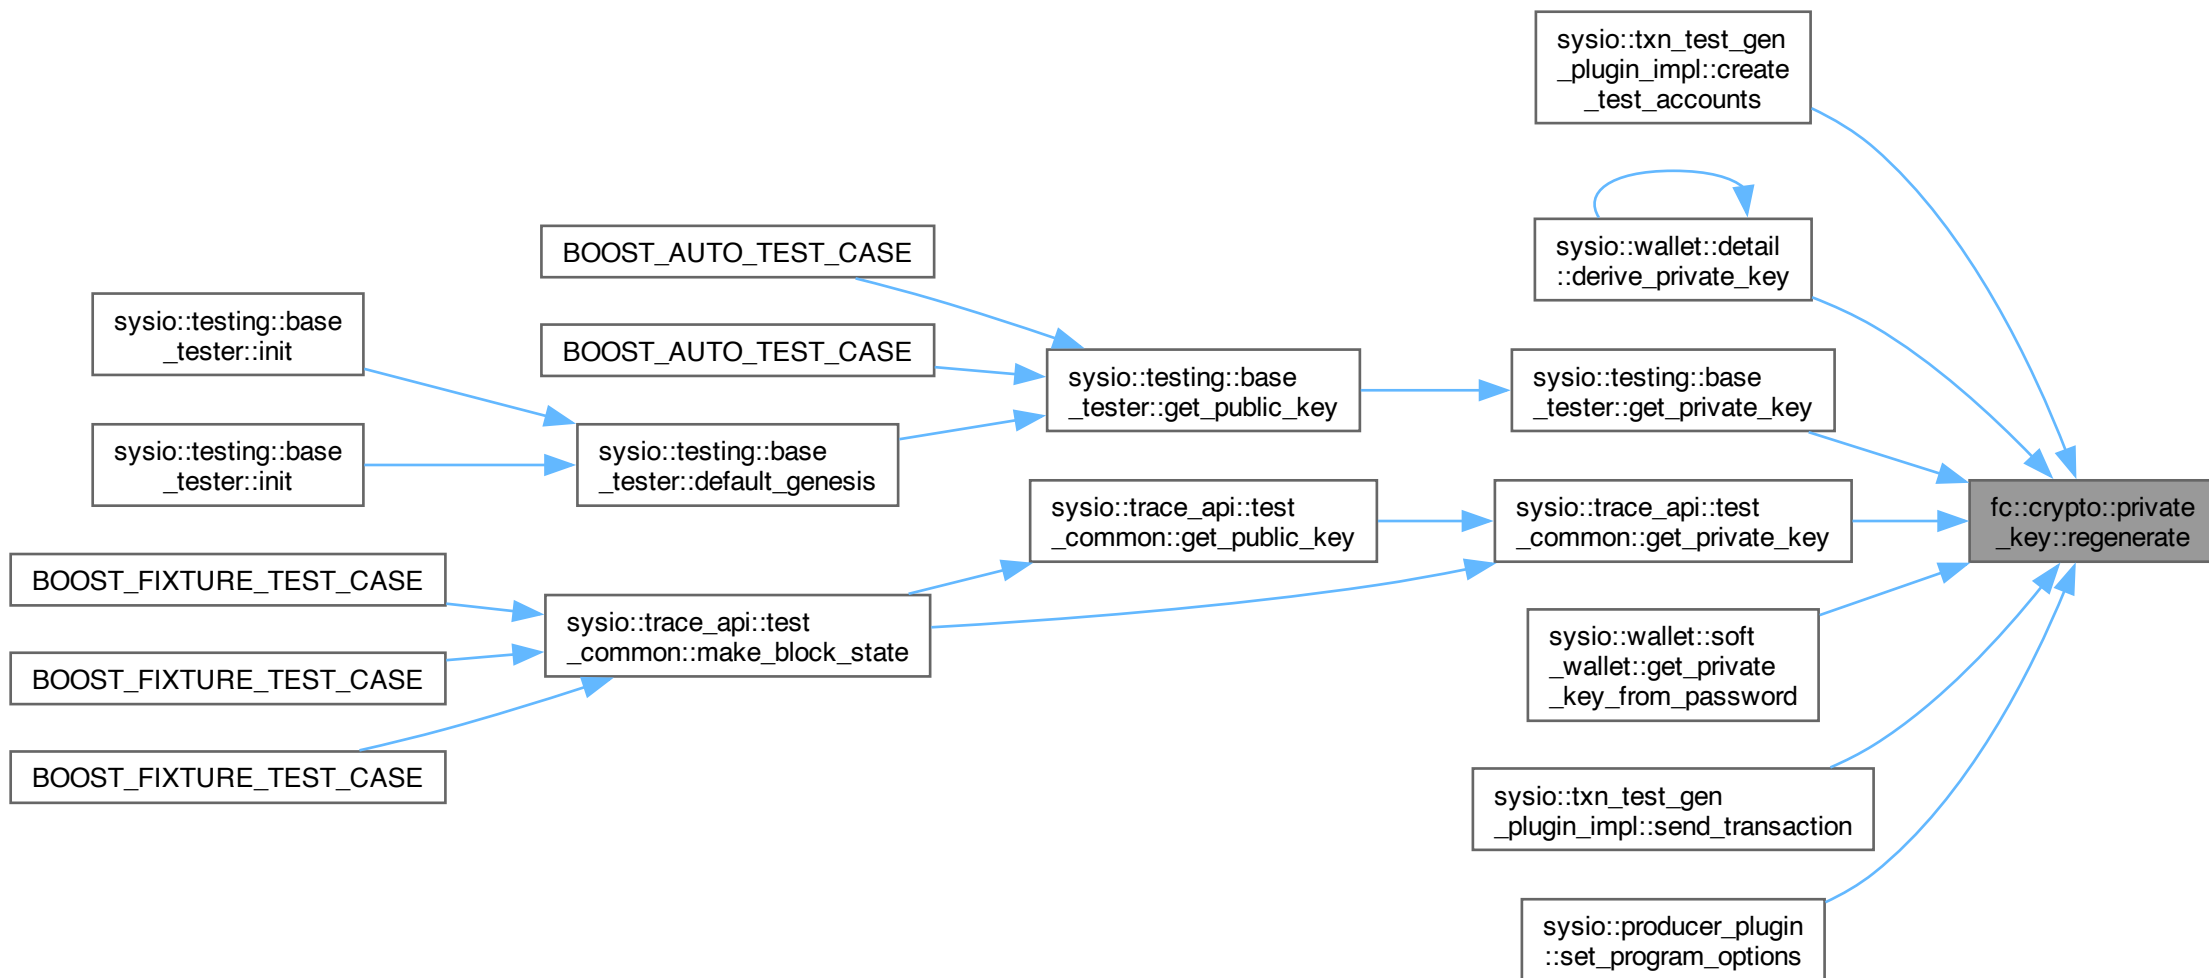 sysio::txn_test_gen
_plugin_impl::create
_test_accounts
sysio::wallet::detail
::derive_private_key
BOOST_AUTO_TEST_CASE
sysio::testing::base
_tester::init
BOOST_AUTO_TEST_CASE
sysio::testing::base
_tester::get_public_key
sysio::testing::base
_tester::get_private_key
sysio::testing::base
_tester::init
sysio::testing::base
_tester::default_genesis
sysio::trace_api::test
_common::get_public_key
sysio::trace_api::test
_common::get_private_key
fc::crypto::private
_key::regenerate
BOOST_FIXTURE_TEST_CASE
BOOST_FIXTURE_TEST_CASE
BOOST_FIXTURE_TEST_CASE
sysio::trace_api::test
_common::make_block_state
sysio::wallet::soft
_wallet::get_private
_key_from_password
sysio::txn_test_gen
_plugin_impl::send_transaction
sysio::producer_plugin
::set_program_options